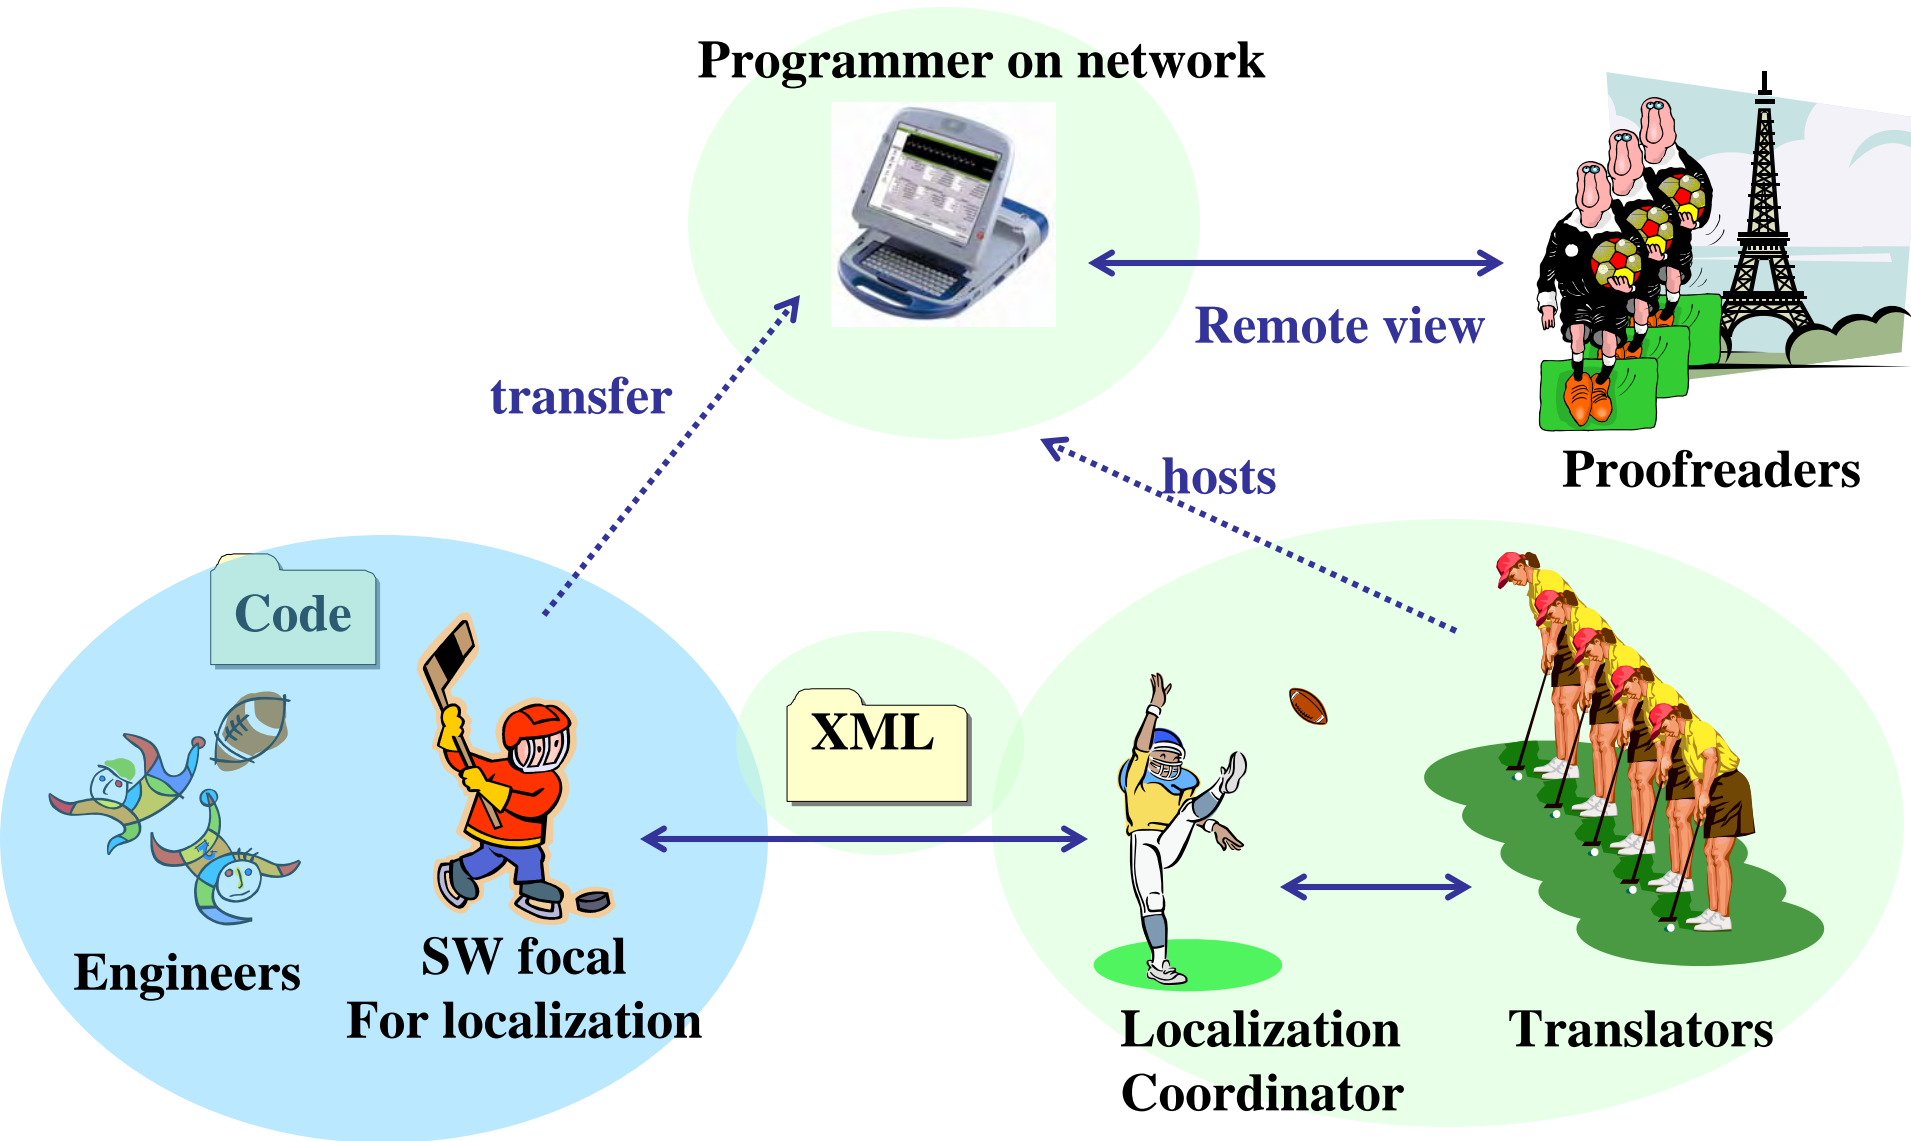 Programmer on network
Remote view
transfer
hosts
Proofreaders
Code
XML
Engineers
SW focal
For localization
Localization
Coordinator
Translators